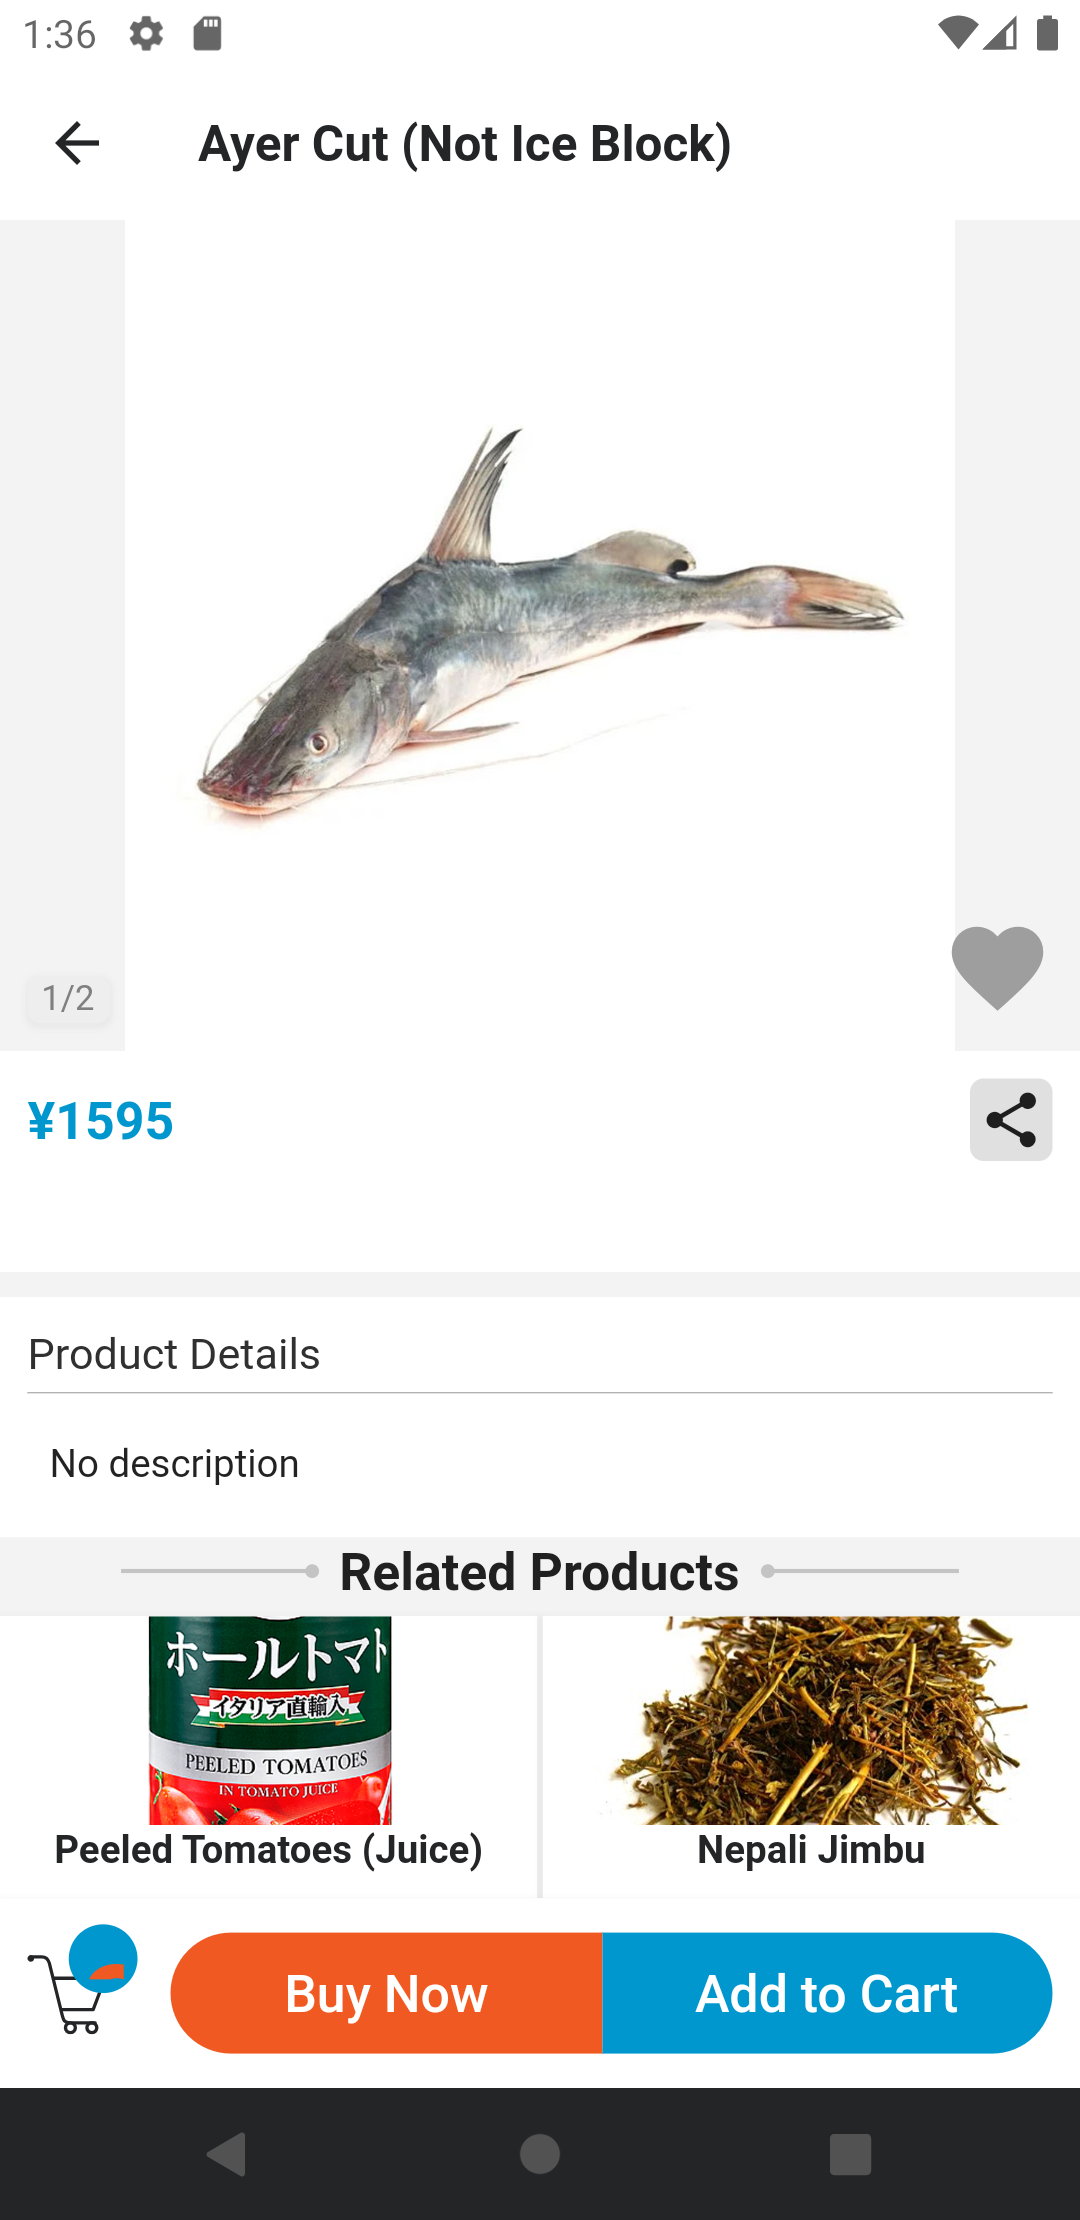 1:36
Ayer Cut (Not Ice Block)
1/2
¥1595
Product Details
No description
Related Products
ホールトマト
イタリア直輸入
PEELED TOMATOES
IN TOMATO JUICE
Peeled Tomatoes (Juice)
Nepali Jimbu
Buy Now
Add to Cart